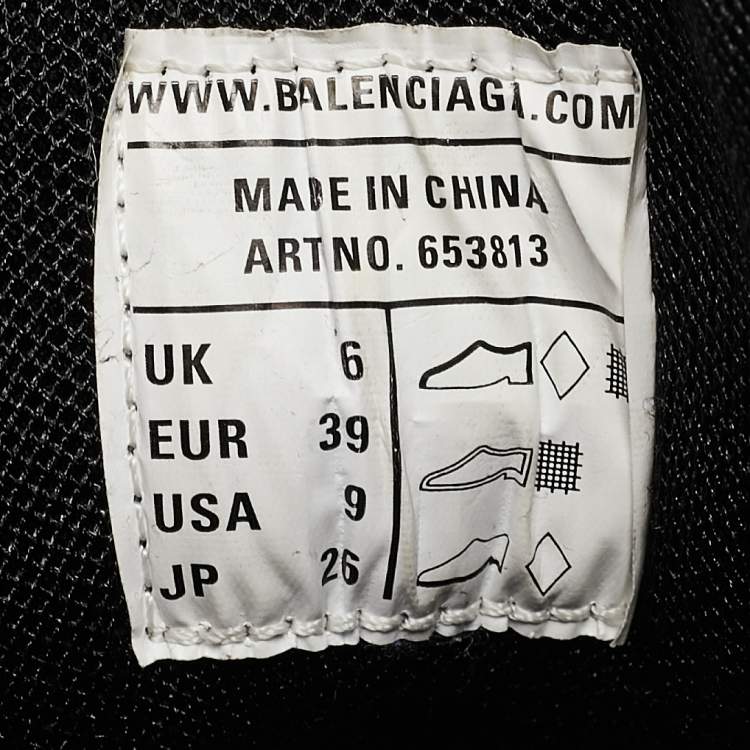 WWW.BALENCIAGA.COM
MADE IN CHINA
ART NO. 653813
UK 6
EUR 39
USA 9
JP 26